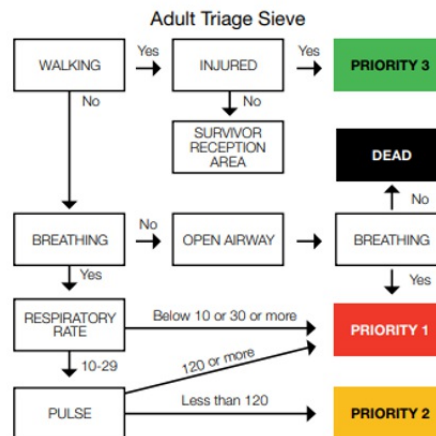 Adult Triage Sieve
WALKING
Yes
INJURED
Yes
PRIORITY 3
No
No
SURVIVOR
RECEPTION
AREA
DEAD
No
BREATHING
No
OPEN AIRWAY
BREATHING
Yes
Yes
RESPIRATORY
RATE
Below 10 or 30 or more
PRIORITY 1
10-29
120 or more
PULSE
Less than 120
PRIORITY 2